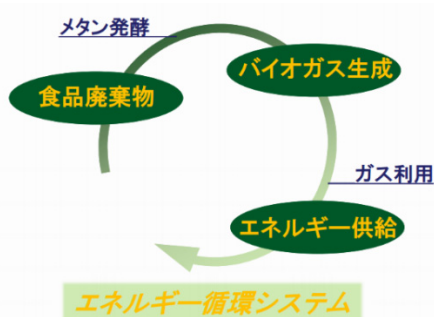 メタン発酵
食品廃棄物
バイオガス生成
ガス利用
エネルギー供給
エネルギー循環システム